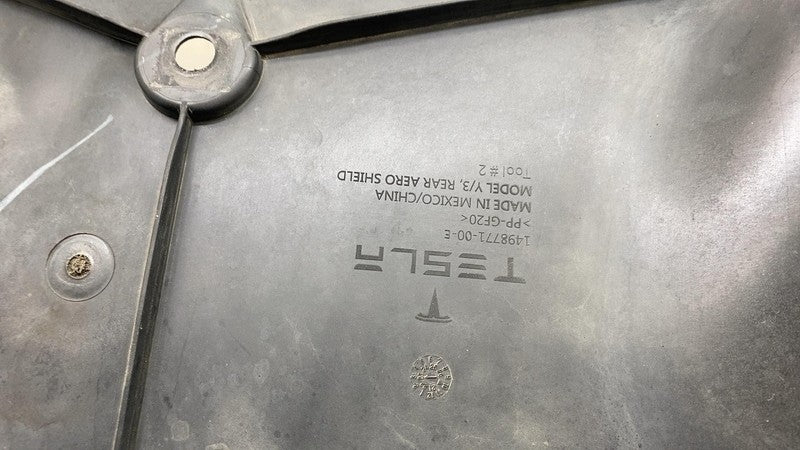 TESLA
1498771-00-E
>PP-GF20<
MADE IN MEXICO/CHINA
MODEL Y/3, REAR AERO SHIELD
Tool # 2